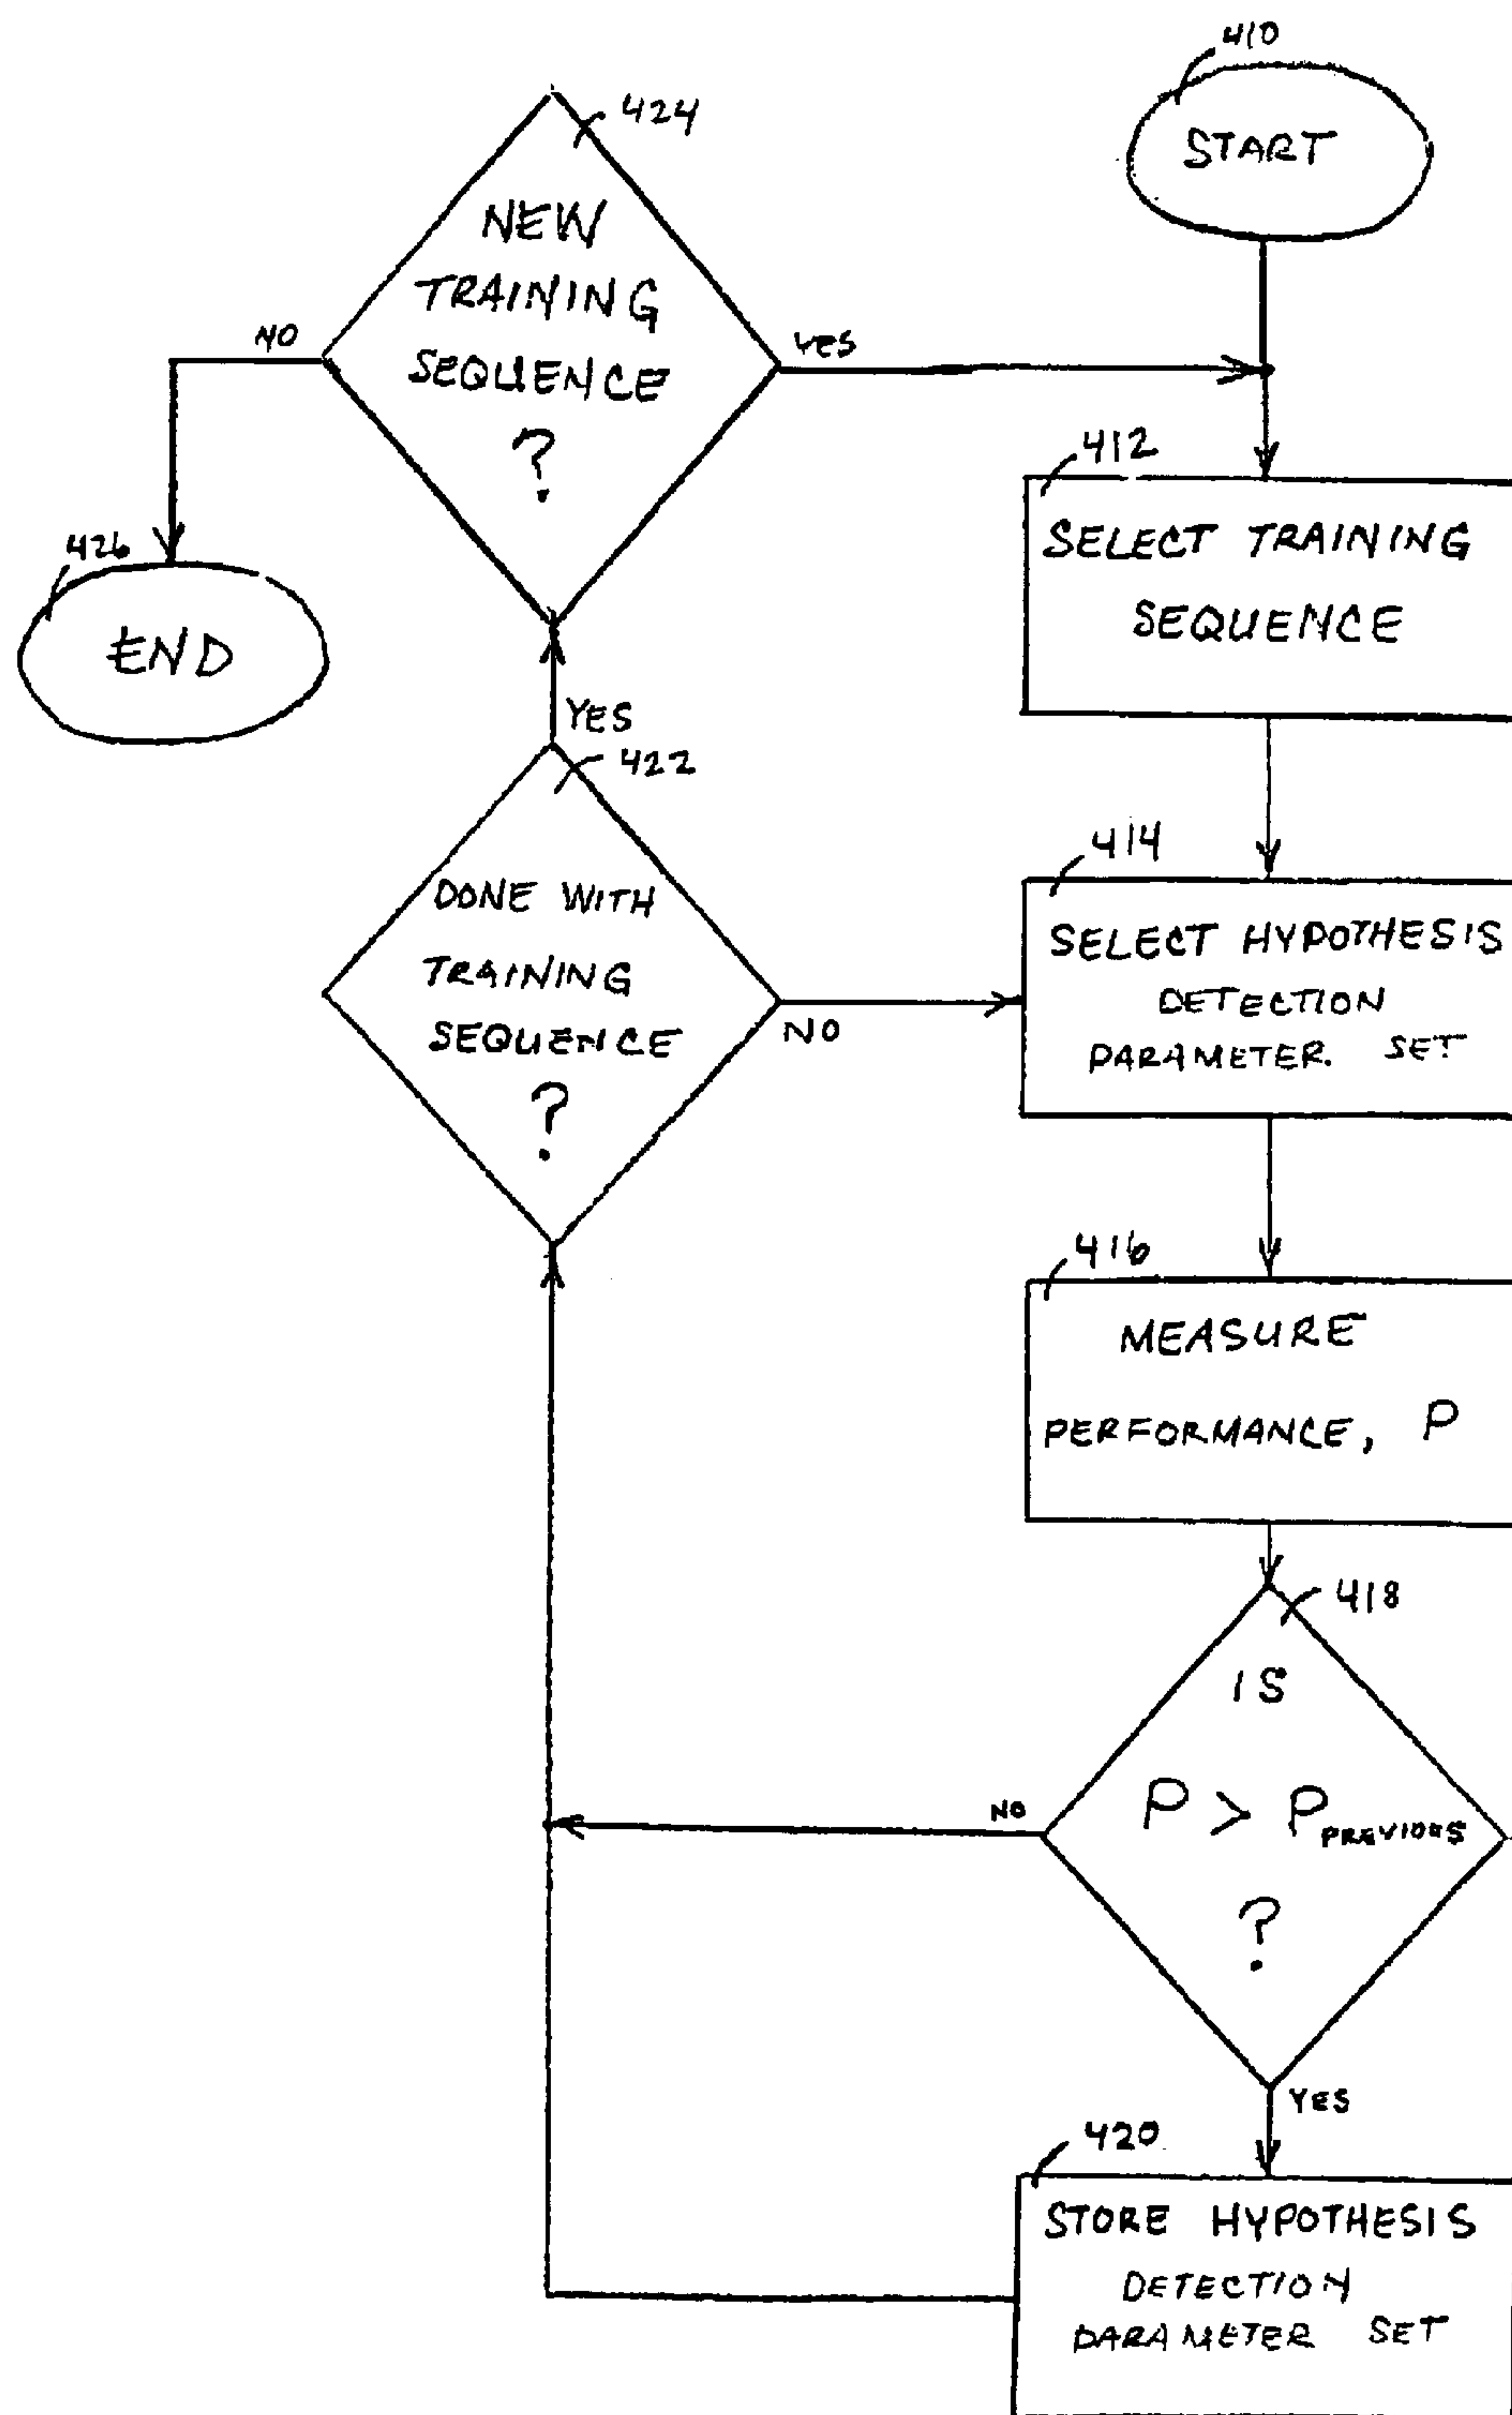 410
START
424
NEW
TRAINING
SEQUENCE
?
NO
YES
412
SELECT TRAINING
SEQUENCE
426
END
YES
422
DONE WITH
TRAINING
SEQUENCE
?
NO
414
SELECT HYPOTHESIS
DETECTION
PARAMETER. SET
416
MEASURE
PERFORMANCE, P
418
IS
P > P PREVIOUS
?
NO
YES
420
STORE HYPOTHESIS
DETECTION
PARAMETER SET